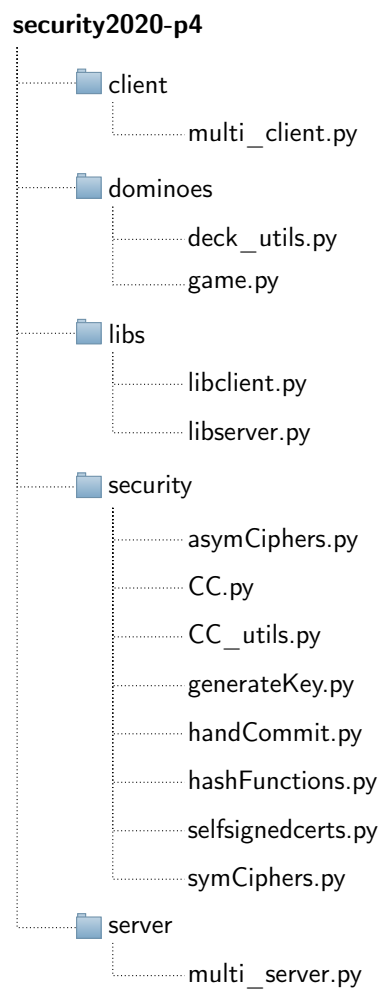 security2020-p4
client
multi_client.py
dominoes
deck_utils.py
game.py
libs
libclient.py
libserver.py
security
asymCiphers.py
CC.py
CC_utils.py
generateKey.py
handCommit.py
hashFunctions.py
selfsignedcerts.py
symCiphers.py
server
multi_server.py